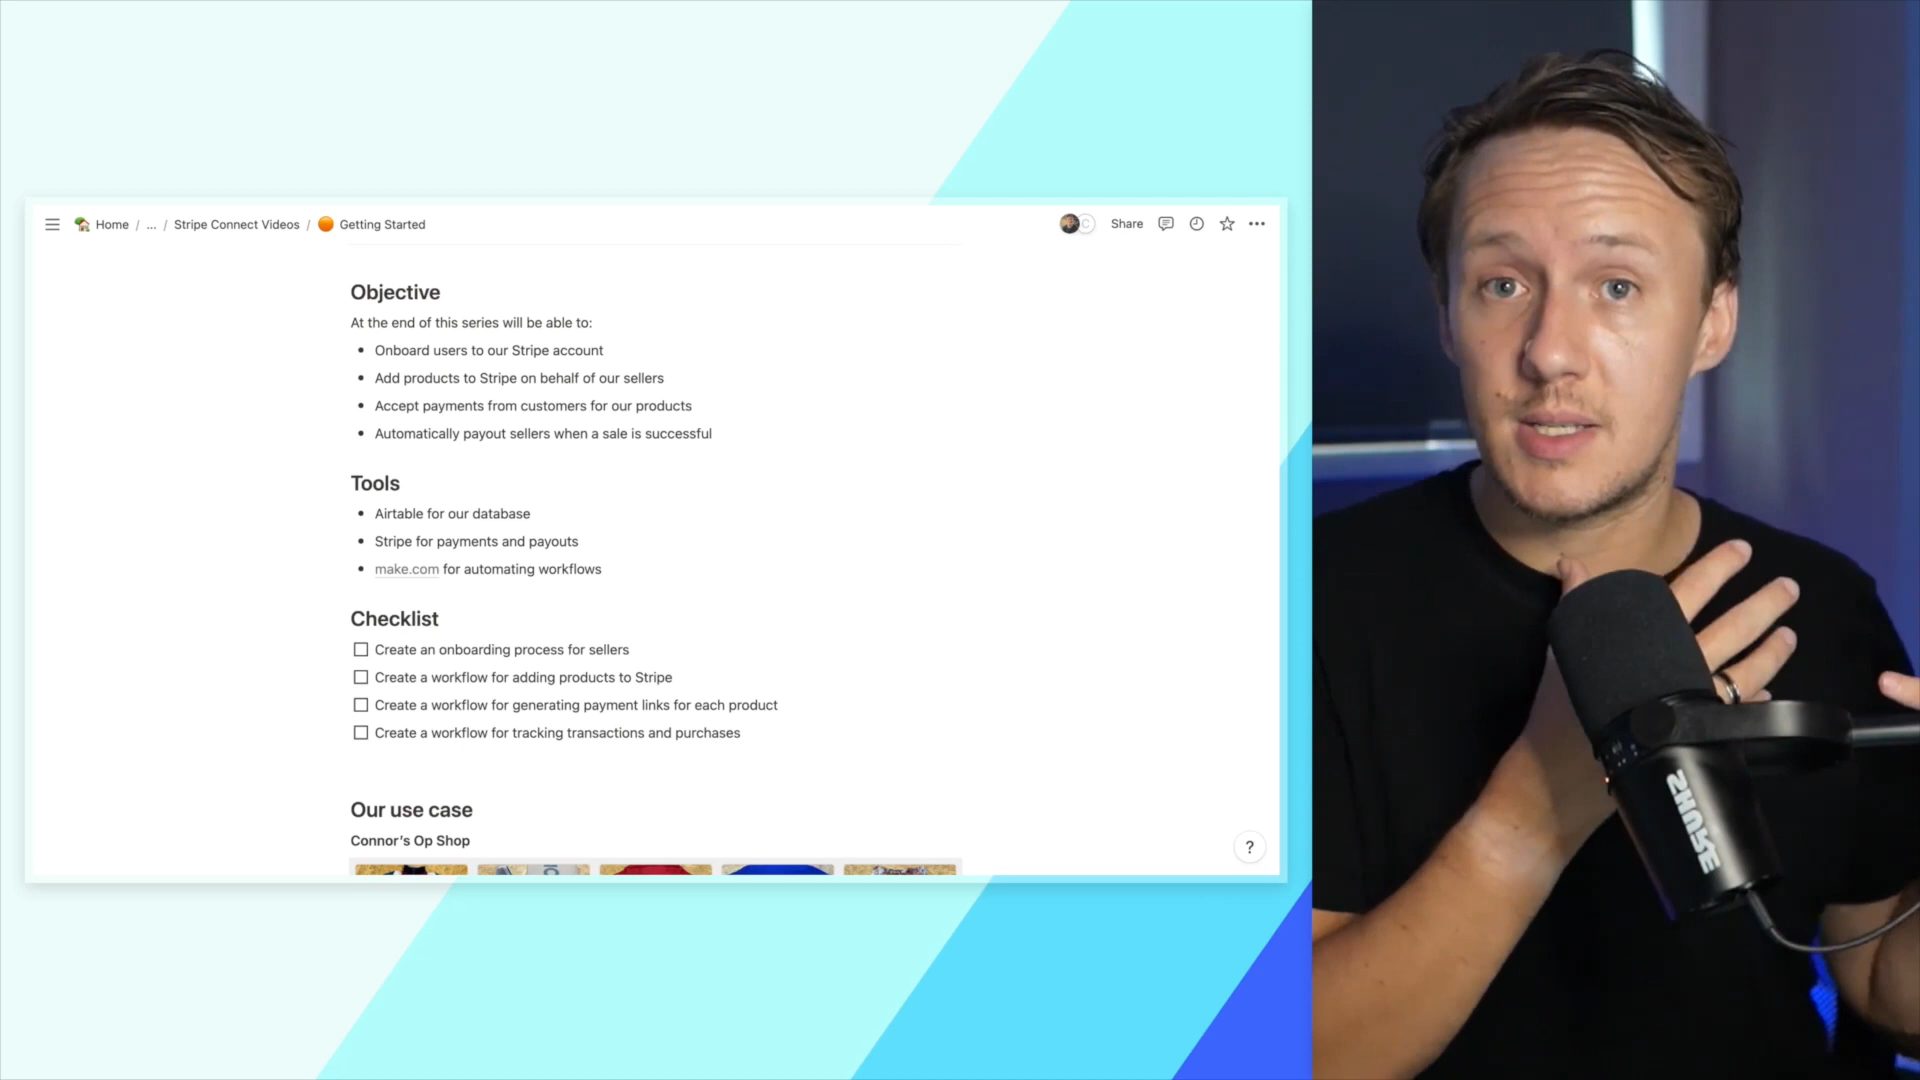 Home / ... / Stripe Connect Videos / Getting Started
C Share
Objective
At the end of this series will be able to:
• Onboard users to our Stripe account
• Add products to Stripe on behalf of our sellers
• Accept payments from customers for our products
• Automatically payout sellers when a sale is successful
Tools
• Airtable for our database
• Stripe for payments and payouts
• make.com for automating workflows
Checklist
Create an onboarding process for sellers
Create a workflow for adding products to Stripe
Create a workflow for generating payment links for each product
Create a workflow for tracking transactions and purchases
Our use case
Connor's Op Shop
?
SHURE